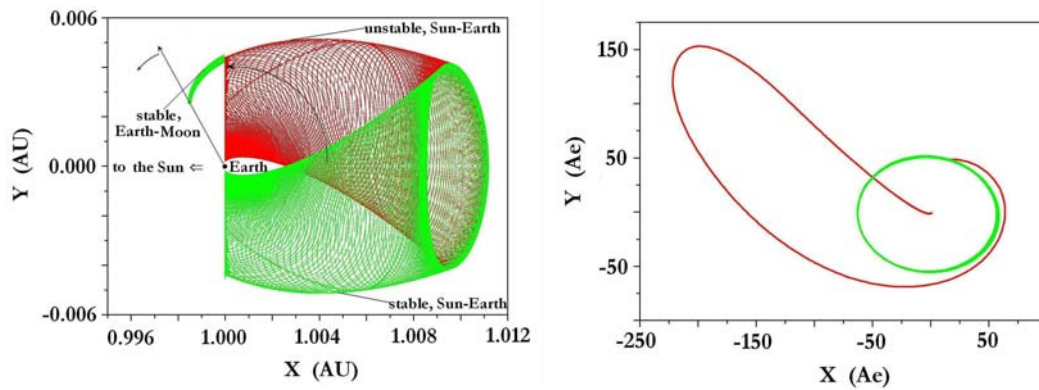 0.006
unstable, Sun-Earth
stable,
Earth-Moon
Earth
to the Sun ⇐
0.000
Y (AU)
stable, Sun-Earth
-0.006
0.996 1.000 1.004 1.008 1.012
X (AU)
150
50
-50
Y (Ae)
-250 -150 -50 50
X (Ae)